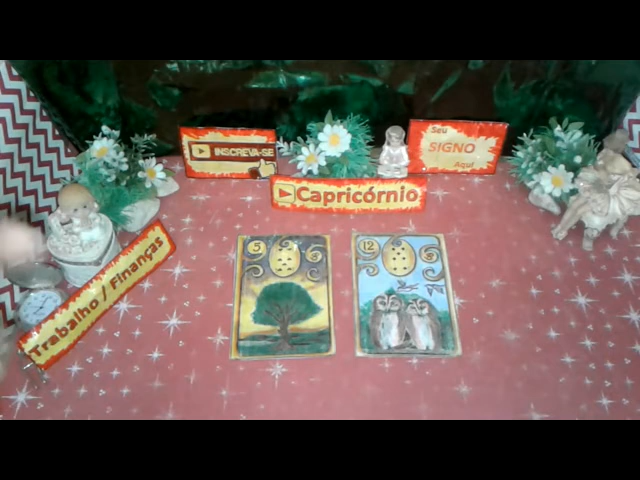 INSCREVA-SE
Seu
SIGNO
Aqui
Capricórnio
Trabalho / Finanças
5
12